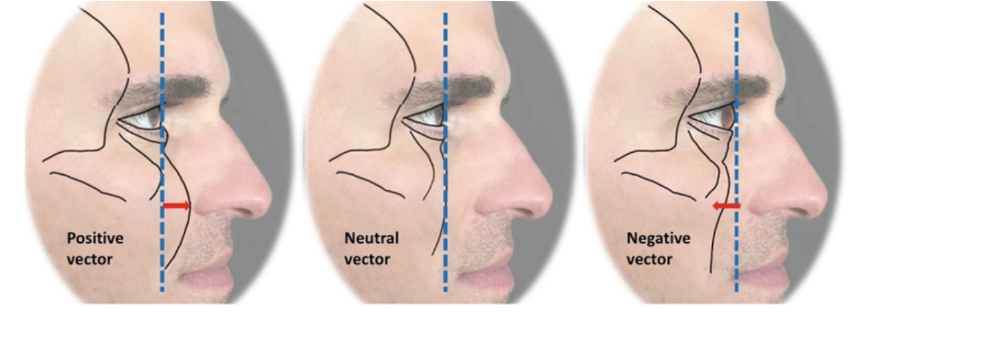 Positive
vector
Neutral
vector
Negative
vector